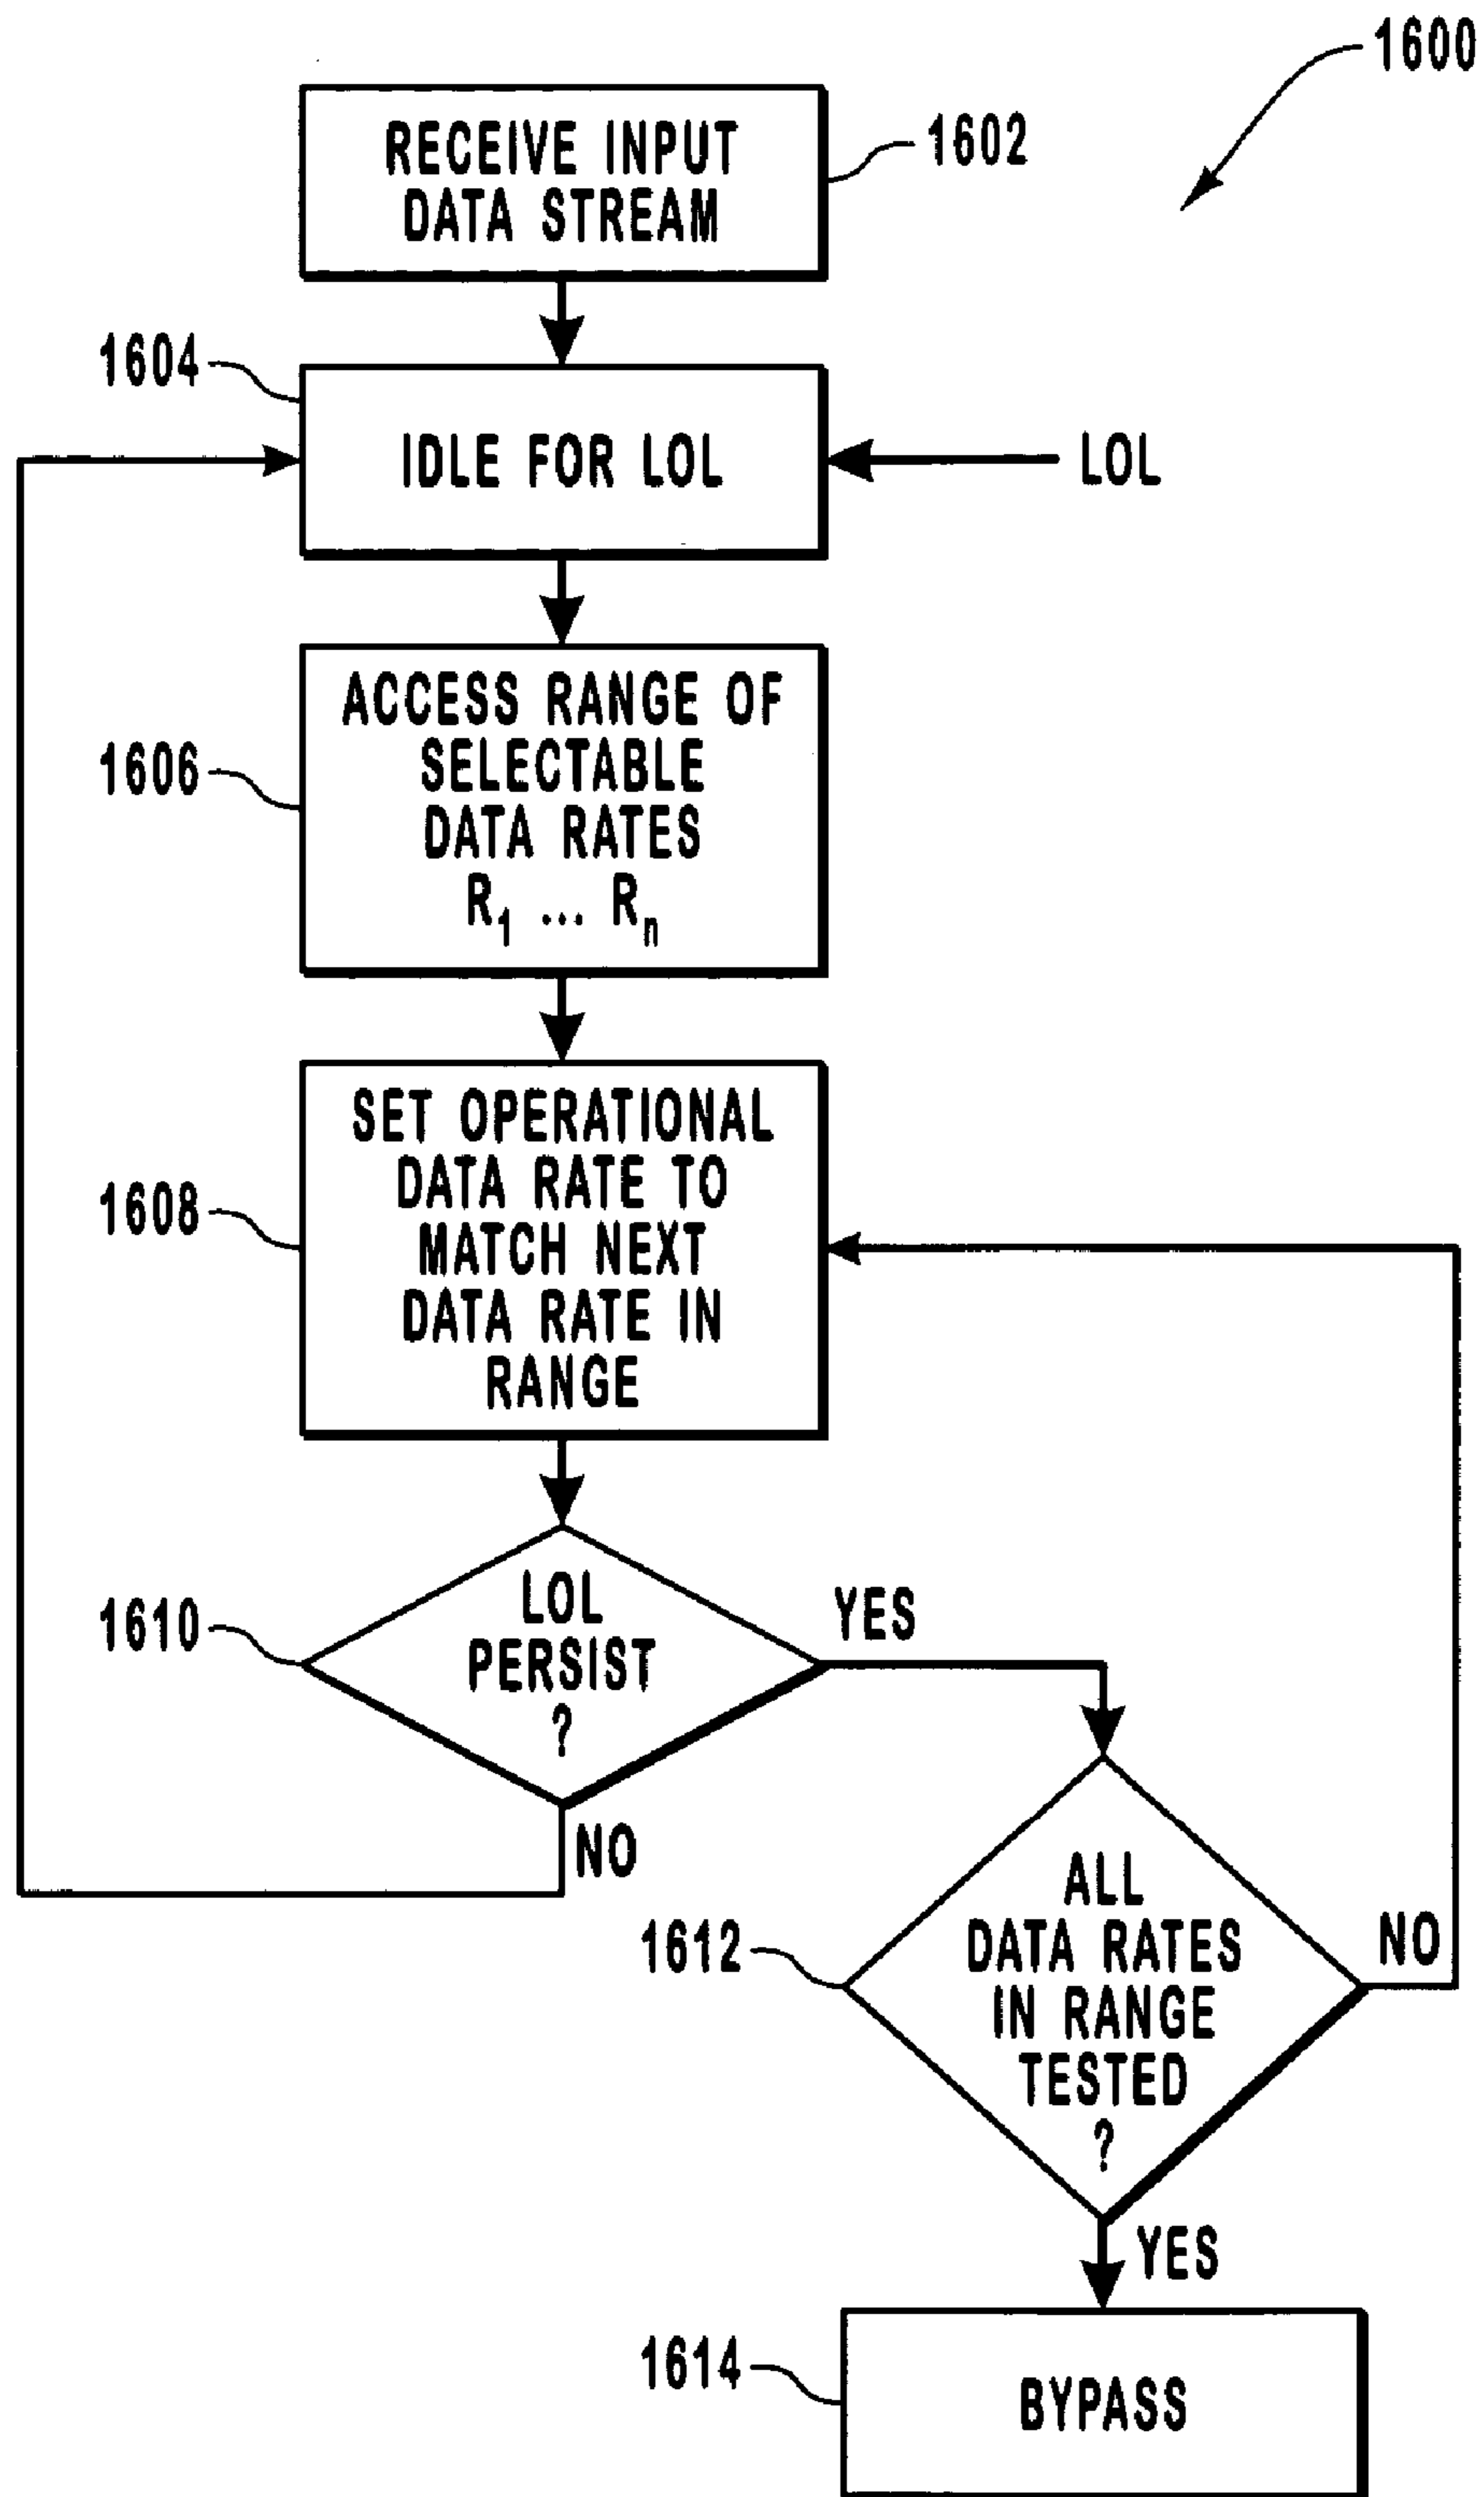 1600
RECEIVE INPUT
DATA STREAM
1602
1604
IDLE FOR LOL
LOL
ACCESS RANGE OF
SELECTABLE
DATA RATES
R1 ... Rn
1606
SET OPERATIONAL
DATA RATE TO
MATCH NEXT
DATA RATE IN
RANGE
1608
LOL
PERSIST
?
1610
YES
NO
ALL
DATA RATES
IN RANGE
TESTED
?
1612
NO
YES
1614
BYPASS